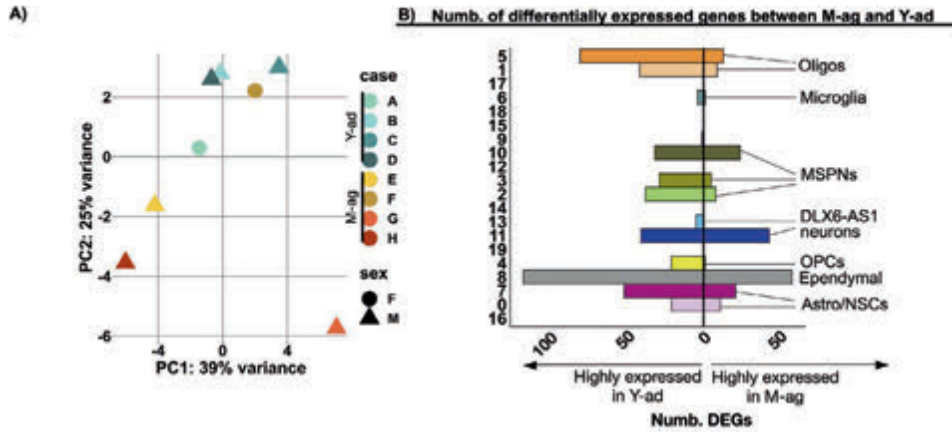 A)
B) Numb. of differentially expressed genes between M-ag and Y-ad
2
0
-2
-4
-6
PC2: 25% variance
-4 0 4
PC1: 39% variance
case
Y-ad
A
B
C
D
M-ag
E
F
G
H
sex
F
M
5
1
17
6
18
15
9
10
12
3
2
14
13
11
19
4
8
7
0
16
Oligos
Microglia
MSPNs
DLX6-AS1
neurons
OPCs
Ependymal
Astro/NSCs
100 50 0 50
Highly expressed
in Y-ad
Highly expressed
in M-ag
Numb. DEGs